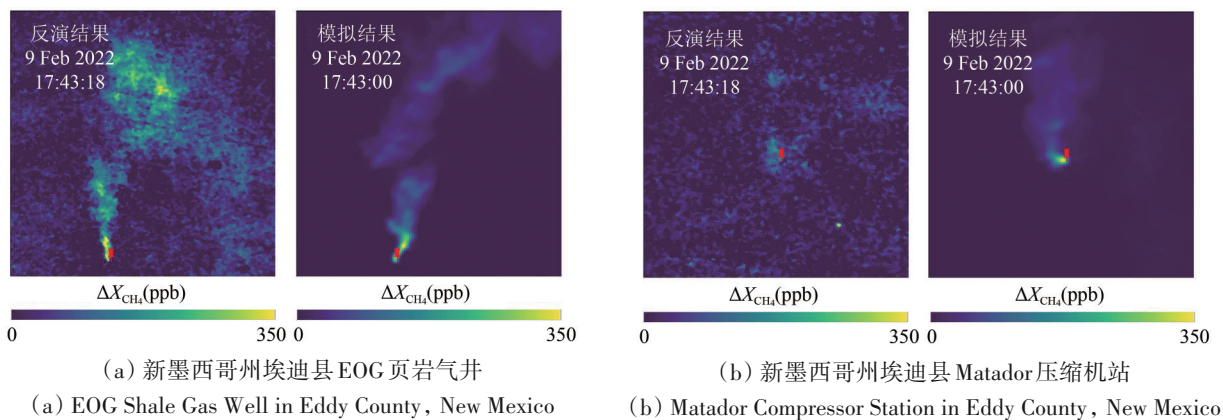 反演结果
9 Feb 2022
17:43:18
模拟结果
9 Feb 2022
17:43:00
ΔX_CH₄(ppb)
0 350
ΔX_CH₄(ppb)
0 350
(a) 新墨西哥州埃迪县EOG页岩气井
(a) EOG Shale Gas Well in Eddy County, New Mexico
反演结果
9 Feb 2022
17:43:18
模拟结果
9 Feb 2022
17:43:00
ΔX_CH₄(ppb)
0 350
ΔX_CH₄(ppb)
0 350
(b) 新墨西哥州埃迪县Matador压缩机站
(b) Matador Compressor Station in Eddy County, New Mexico